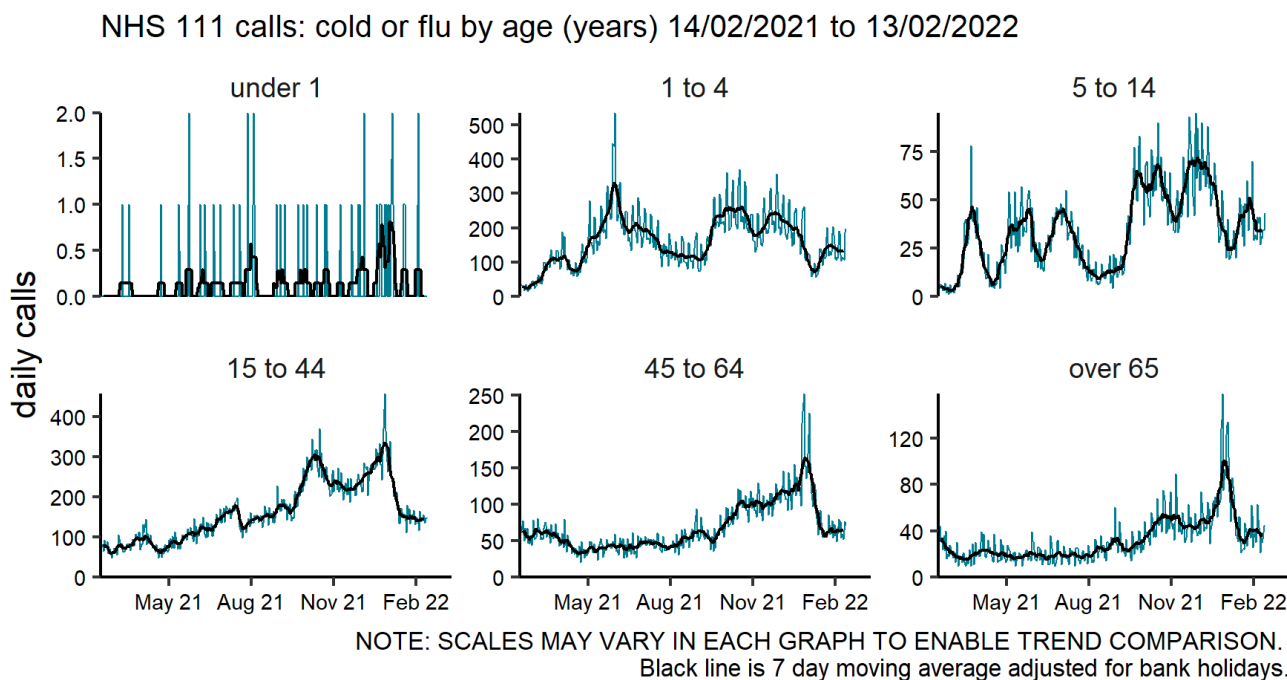 NHS 111 calls: cold or flu by age (years) 14/02/2021 to 13/02/2022
under 1
1 to 4
5 to 14
2.0
1.5
1.0
0.5
0.0
500
400
300
200
100
0
75
50
25
0
daily calls
15 to 44
45 to 64
over 65
400
300
200
100
0
250
200
150
100
50
0
120
80
40
0
May 21 Aug 21 Nov 21 Feb 22
May 21 Aug 21 Nov 21 Feb 22
May 21 Aug 21 Nov 21 Feb 22
NOTE: SCALES MAY VARY IN EACH GRAPH TO ENABLE TREND COMPARISON.
Black line is 7 day moving average adjusted for bank holidays.